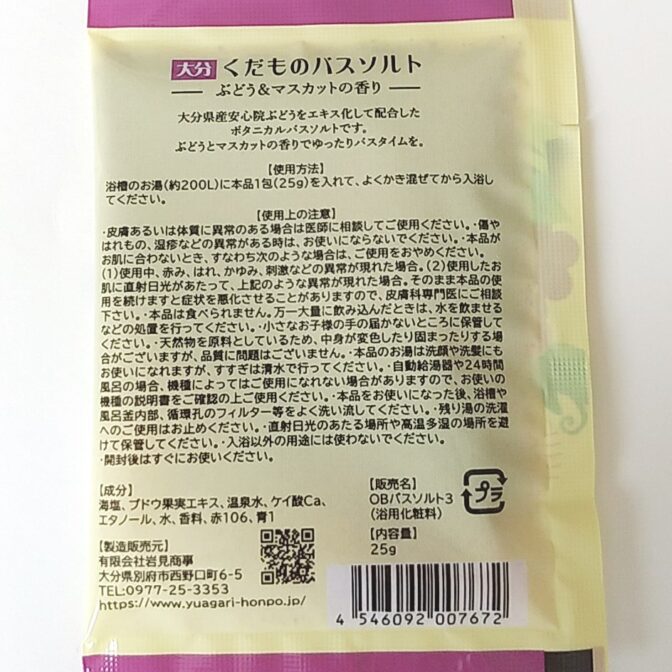 大分 くだものバスソルト
ぶどう&マスカットの香り
大分県産安心院ぶどうをエキス化して配合した
ボタニカルバスソルトです。
ぶどうとマスカットの香りでゆったりバスタイムを。
【使用方法】
浴槽のお湯(約200L)に本品1包(25g)を入れて、よくかき混ぜてから入浴し
てください。
【使用上の注意】
・皮膚あるいは体質に異常のある場合は医師に相談してご使用ください。・傷や
はれもの、湿疹などの異常がある時は、お使いにならないでください。・本品が
お肌に合わないとき、すなわち次のような場合は、ご使用をおやめください。
(1)使用中、赤み、はれ、かゆみ、刺激などの異常が現れた場合。(2)使用したお
肌に直射日光があたって、上記のような異常が現れた場合。そのまま本品の使
用を続けますと症状を悪化させることがありますので、皮膚科専門医にご相談
下さい。・本品は食べられません。万一大量に飲み込んだときは、水を飲ませる
などの処置を行ってください。・小さなお子様の手の届かないところに保管して
ください。・天然物を原料としているため、中身が変色したり固まったりする場
合がございますが、品質に問題はございません。・本品のお湯は洗顔や洗髪にも
お使いになれますが、すすぎは清水で行ってください。・自動給湯器や24時間
風呂の場合、機種によってはご使用になれない場合がありますので、お使いの
機種の説明書をご確認の上ご使用ください。・本品をお使いになった後、浴槽や
風呂釜内部、循環孔のフィルター等をよく洗い流してください。・残り湯の洗濯
へのご使用はお止めください。・直射日光のあたる場所や高温多湿の場所を避
けて保管してください。・入浴以外の用途には使わないでください。
・開封後はすぐにお使いください。
【成分】
海塩、ブドウ果実エキス、温泉水、ケイ酸Ca、
エタノール、水、香料、赤106、青1
【販売名】
OBバスソルト3
(浴用化粧料)
【内容量】
25g
プラ
【製造販売元】
有限会社岩見商事
大分県別府市西野口町6-5
TEL:0977-25-3353
https://www.yuagari-honpo.jp/
4 546092 007672